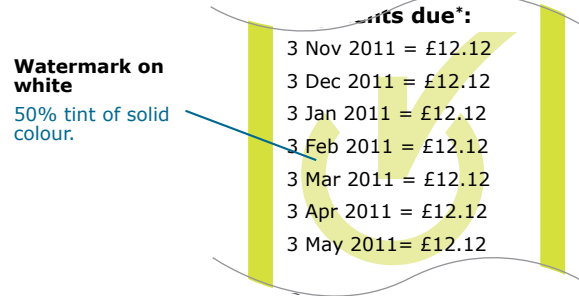 due*:
Watermark on
white
50% tint of solid
colour.
3 Nov 2011 = £12.12
3 Dec 2011 = £12.12
3 Jan 2011 = £12.12
3 Feb 2011 = £12.12
3 Mar 2011 = £12.12
3 Apr 2011 = £12.12
3 May 2011= £12.12